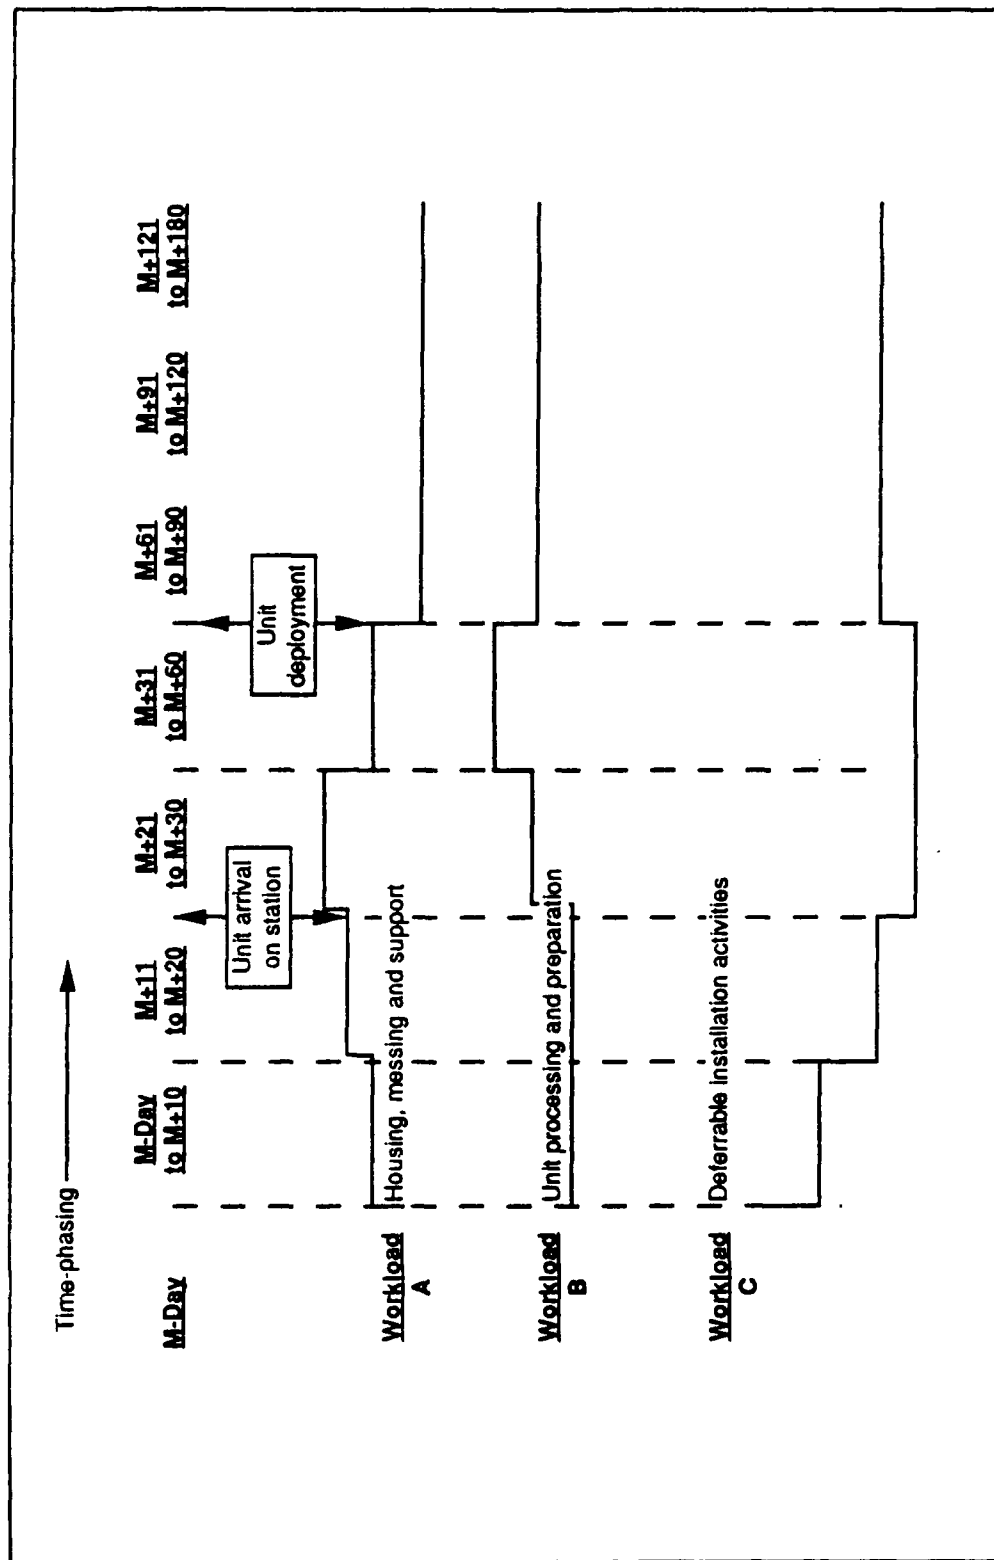 Time-phasing
M-Day
M-Day
to M+10
M+11
to M+20
M+21
to M+30
M+31
to M+60
M+61
to M+90
M+91
to M+120
M+121
to M+180
Unit arrival
on station
Unit
deployment
Workload
A
Housing, messing and support
Workload
B
Unit processing and preparation
Workload
C
Deferrable installation activities